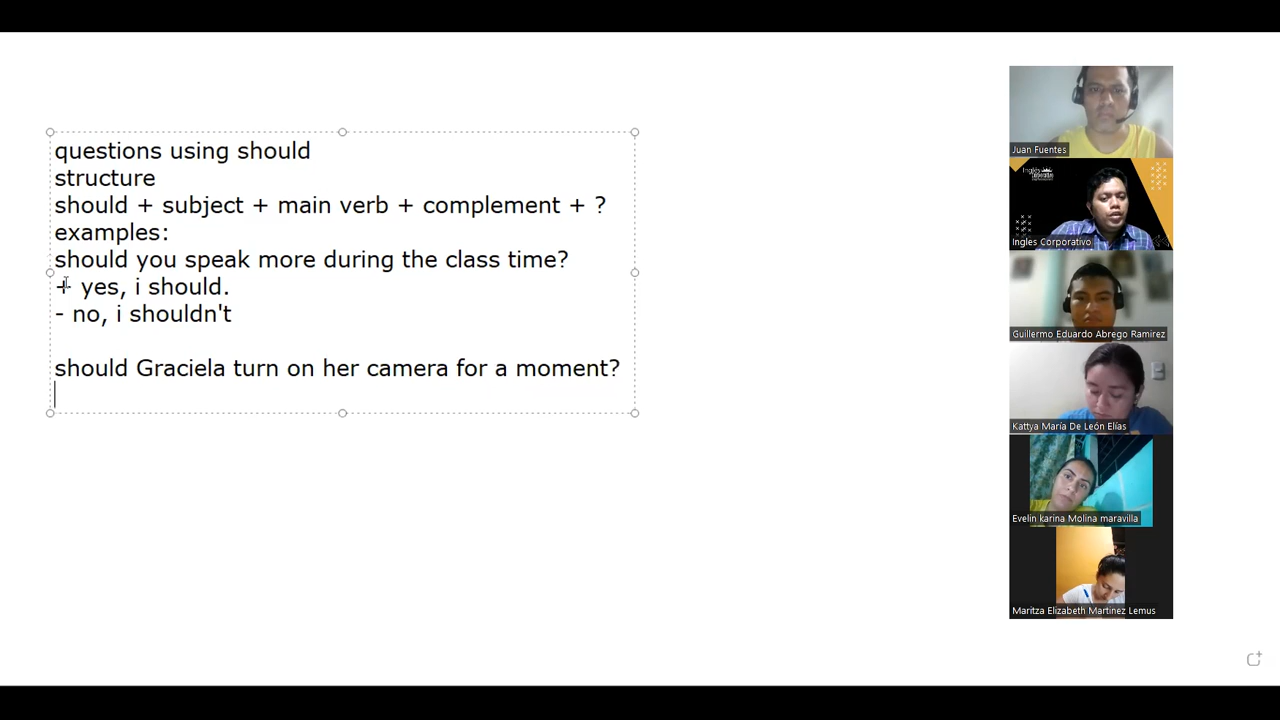 questions using should
structure
should + subject + main verb + complement + ?
examples:
should you speak more during the class time?
+ yes, i should.
- no, i shouldn't
should Graciela turn on her camera for a moment?
Juan Fuentes
Ingles Corporativo
Guillermo Eduardo Abrego Ramirez
Kattya María De León Elías
Evelin karina Molina maravilla
Maritza Elizabeth Martinez Lemus